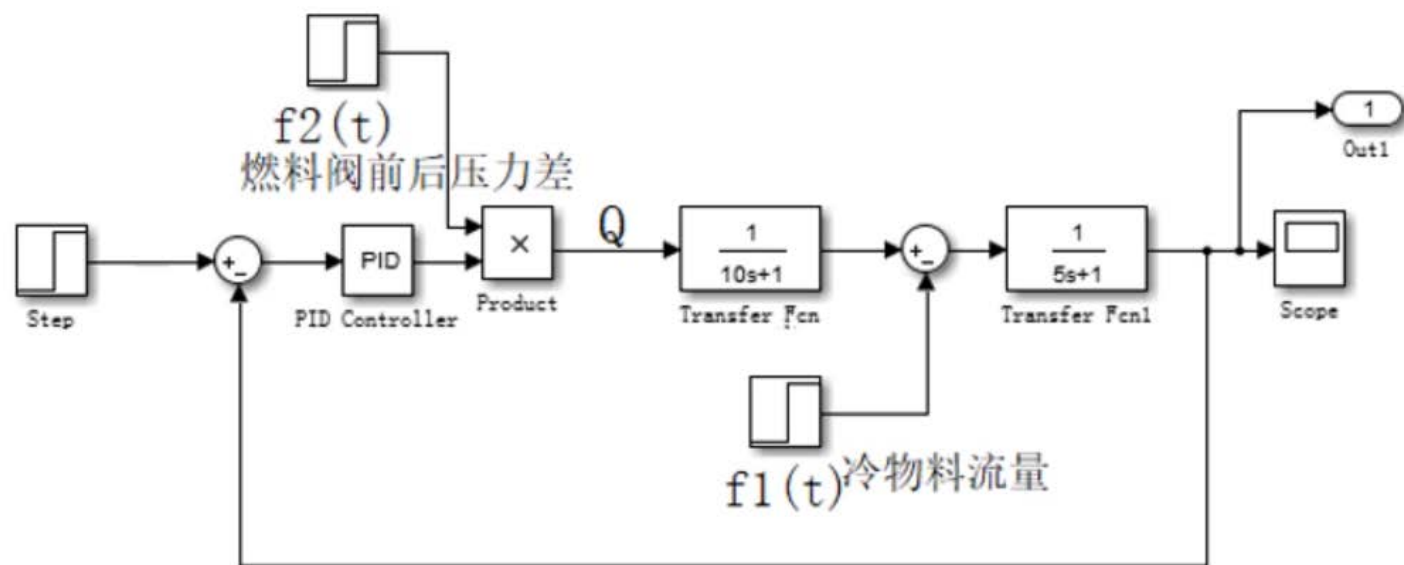 f2(t)
燃料阀前后压力差
1
Out1
Step
+
-
PID
PID Controller
×
Product
Q
1
10s+1
Transfer Fcn
+
-
1
5s+1
Transfer Fcn1
Scope
f1(t)冷物料流量